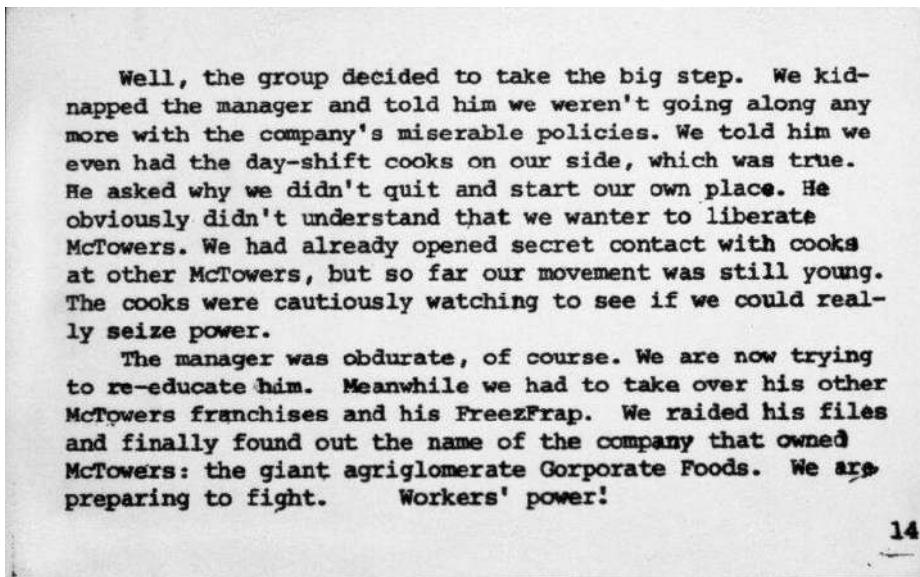 Well, the group decided to take the big step. We kid-
napped the manager and told him we weren't going along any
more with the company's miserable policies. We told him we
even had the day-shift cooks on our side, which was true.
He asked why we didn't quit and start our own place. He
obviously didn't understand that we wanter to liberate
McTowers. We had already opened secret contact with cooks
at other McTowers, but so far our movement was still young.
The cooks were cautiously watching to see if we could real-
ly seize power.
The manager was obdurate, of course. We are now trying
to re-educate him. Meanwhile we had to take over his other
McTowers franchises and his FreezFrap. We raided his files
and finally found out the name of the company that owned
McTowers: the giant agriglomerate Gorporate Foods. We are
preparing to fight. Workers' power!
14